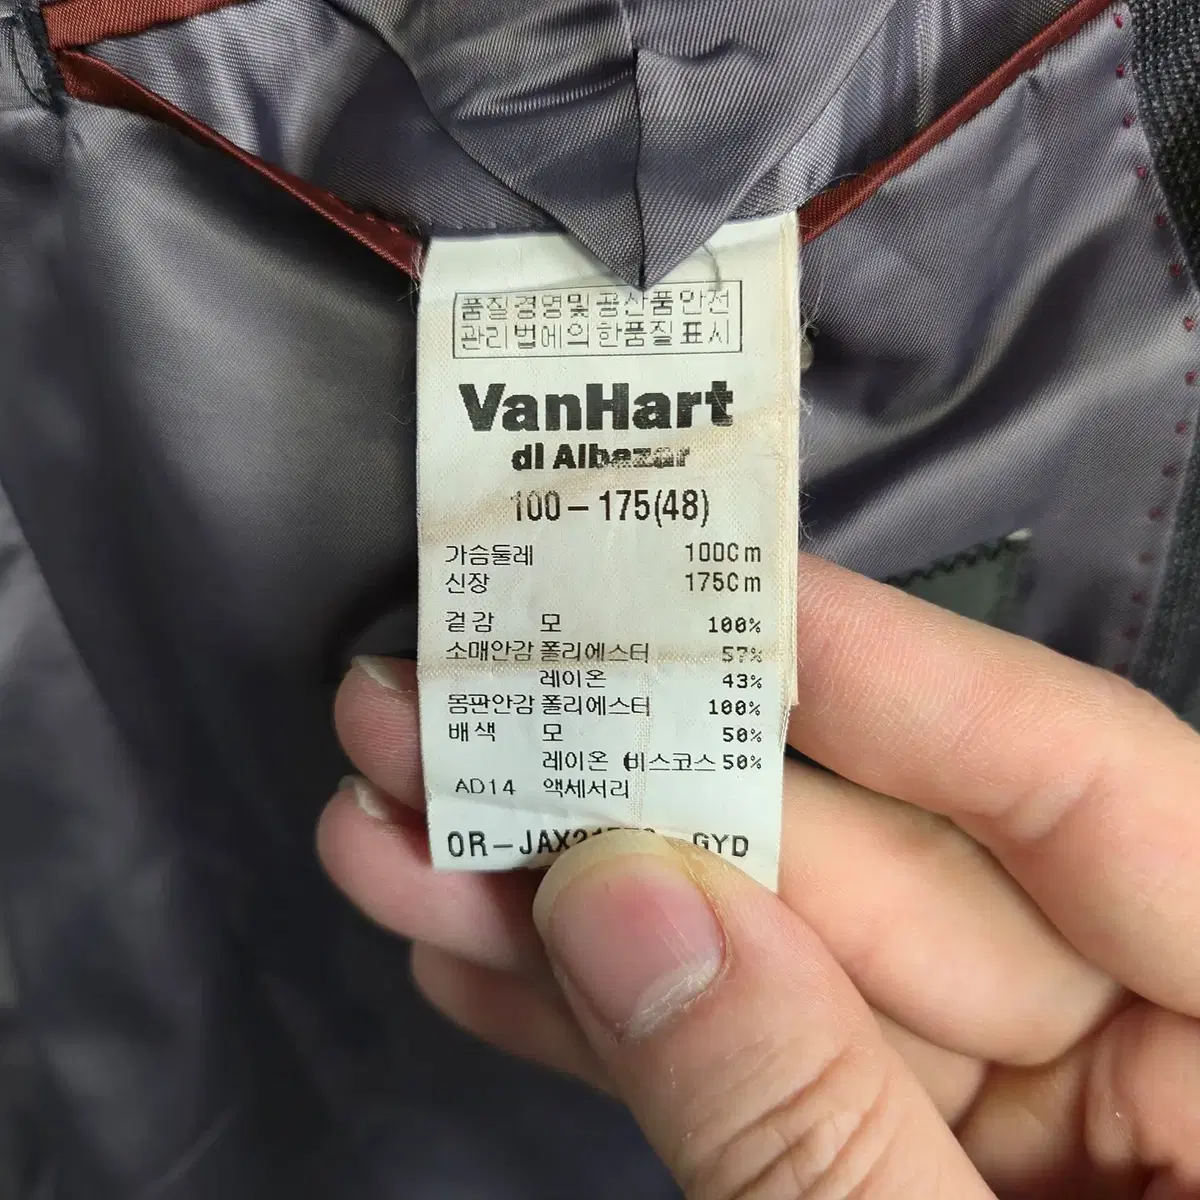 품질경영및 공산품안전
관리법에의한품질표시
VanHart
di Albazar
100-175(48)
가슴둘레 100Cm
신장 175Cm
겉감 모 100%
소매안감 폴리에스터 57%
레이온 43%
몸판안감 폴리에스터 100%
배색 모 50%
레이온 (비스코스 50%
AD14 액세서리
OR-JAX GYD